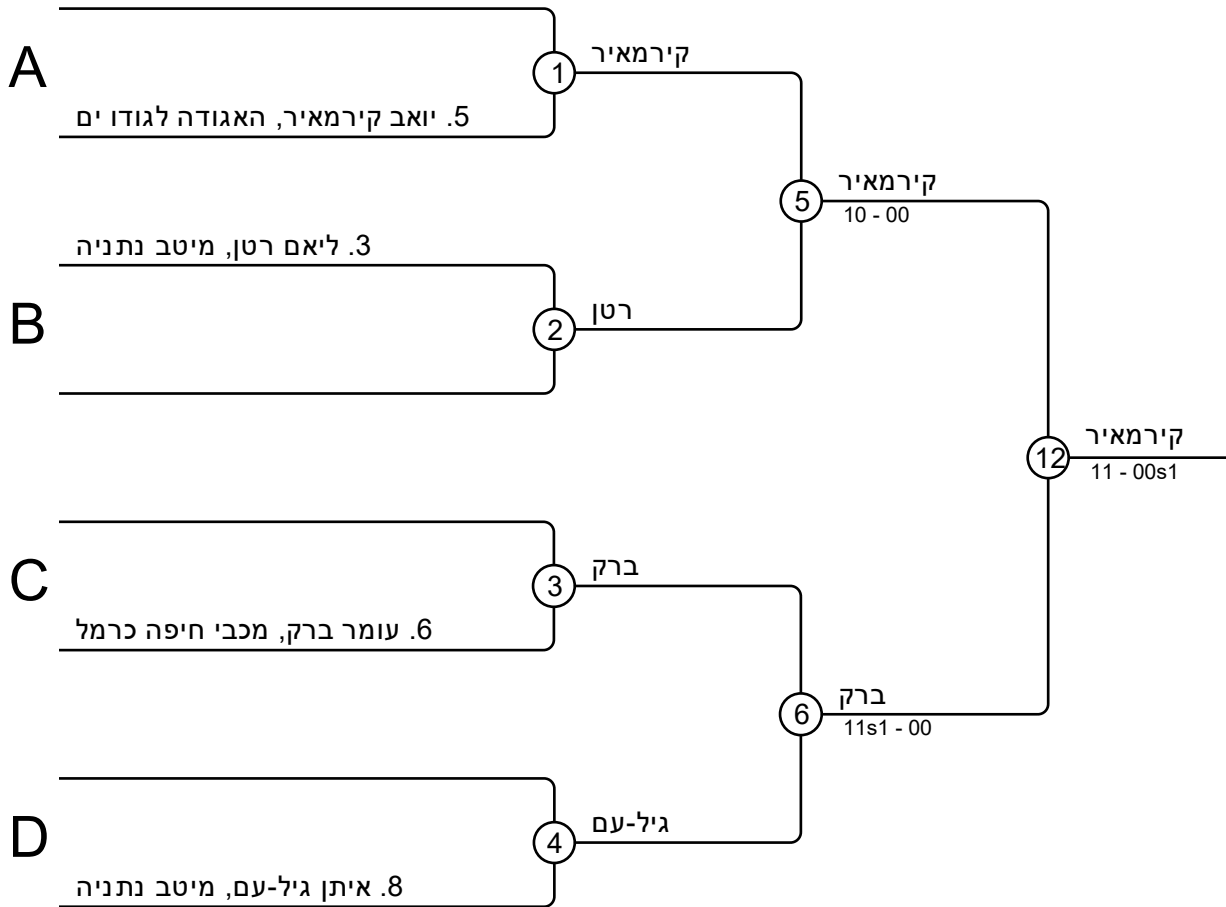 A
1
קירמאיר
5. יואב קירמאיר, האגודה לגודו ים
5
קירמאיר
10 - 00
3. ליאם רטן, מיטב נתניה
B
2
רטן
12
קירמאיר
11 - 00s1
C
3
ברק
6. עומר ברק, מכבי חיפה כרמל
6
ברק
11s1 - 00
D
4
גיל-עם
8. איתן גיל-עם, מיטב נתניה